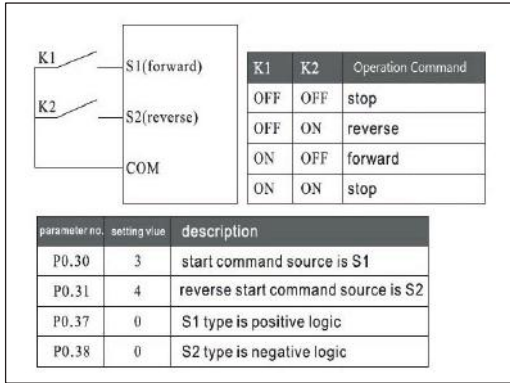 K1
S1(forward)
K2
S2(reverse)
COM
K1 K2 Operation Command
OFF OFF stop
OFF ON reverse
ON OFF forward
ON ON stop
parameter no. setting vlue description
P0.30 3 start command source is S1
P0.31 4 reverse start command source is S2
P0.37 0 S1 type is positive logic
P0.38 0 S2 type is negative logic